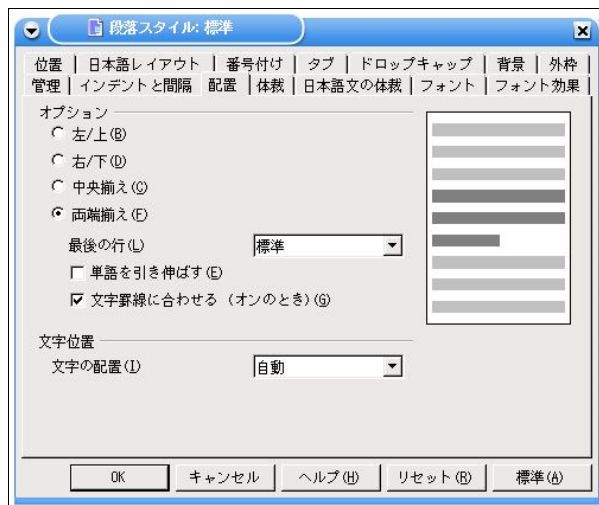 段落スタイル: 標準
位置 日本語レイアウト 番号付け タブ ドロップキャップ 背景 外枠
管理 インデントと間隔 配置 体裁 日本語文の体裁 フォント フォント効果
オプション
左/上(B)
右/下(D)
中央揃え(C)
両端揃え(F)
最後の行(L) 標準
単語を引き伸ばす(E)
文字罫線に合わせる (オンのとき)(G)
文字位置
文字の配置(I) 自動
OK キャンセル ヘルプ(H) リセット(R) 標準(A)